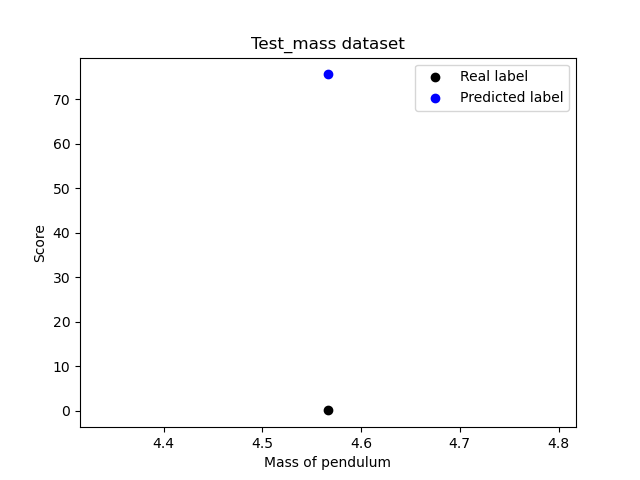 Test_mass dataset
Real label
Predicted label
70
60
50
40
30
20
10
0
Score
4.4 4.5 4.6 4.7 4.8
Mass of pendulum